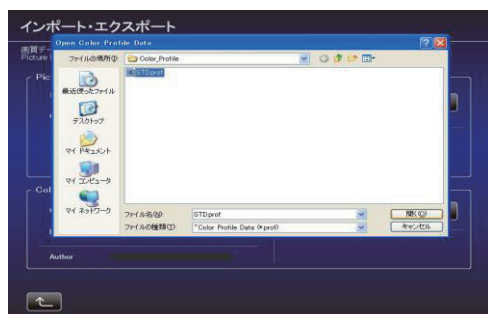 インポート・エクスポート
画質デー
Picture
Open Color Profile Data
ファイルの場所(I):
Color_Profile
STD.prof
Pic
最近使ったファイル
デスクトップ
マイ ドキュメント
マイ コンピュータ
マイ ネットワーク
Col
ファイル名(N):
STD.prof
開く(O)
ファイルの種類(T):
"Color Profile Data (*.prof)
キャンセル
Author